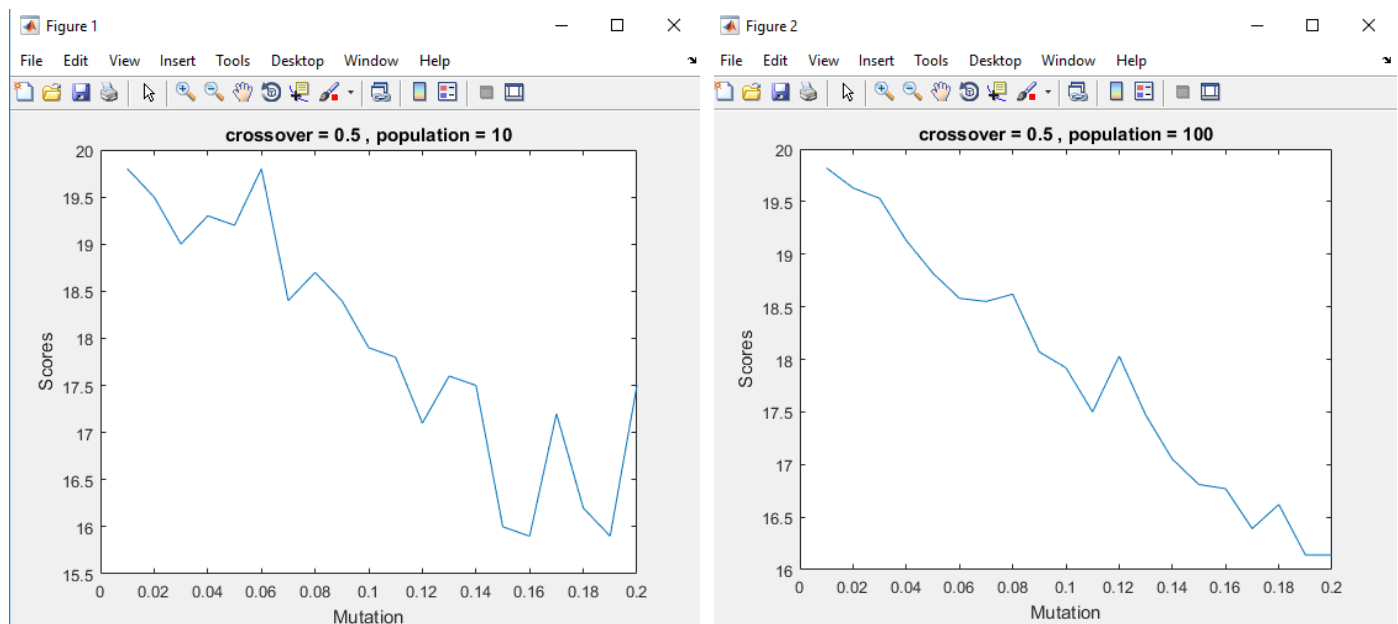 Figure 1
File Edit View Insert Tools Desktop Window Help
crossover = 0.5 , population = 10
20
19.5
19
18.5
18
17.5
17
16.5
16
15.5
Scores
0 0.02 0.04 0.06 0.08 0.1 0.12 0.14 0.16 0.18 0.2
Mutation
Figure 2
File Edit View Insert Tools Desktop Window Help
crossover = 0.5 , population = 100
20
19.5
19
18.5
18
17.5
17
16.5
16
Scores
0 0.02 0.04 0.06 0.08 0.1 0.12 0.14 0.16 0.18 0.2
Mutation